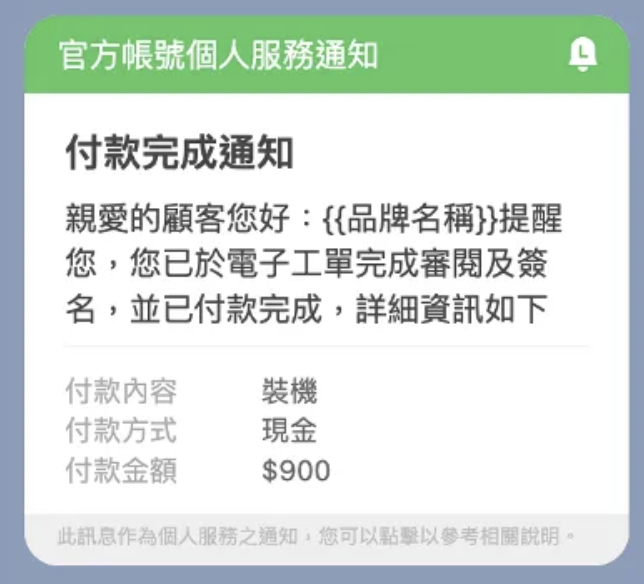 官方帳號個人服務通知
付款完成通知
親愛的顧客您好：{{品牌名稱}}提醒
您，您已於電子工單完成審閱及簽
名，並已付款完成，詳細資訊如下
付款內容 裝機
付款方式 現金
付款金額 $900
此訊息作為個人服務之通知，您可以點擊以參考相關說明。